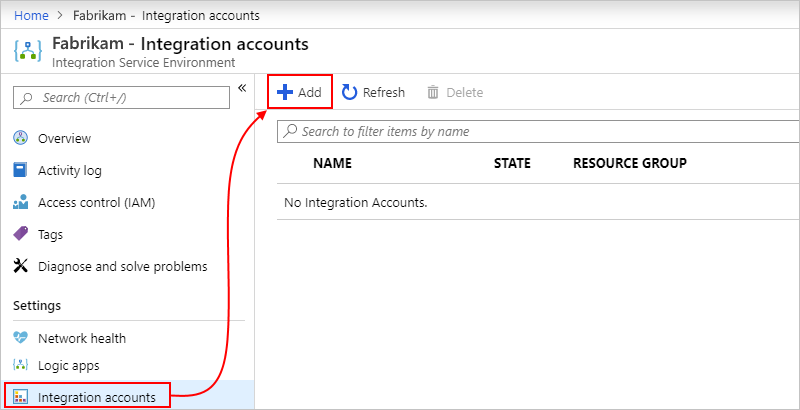 Home > Fabrikam - Integration accounts
Fabrikam - Integration accounts
Integration Service Environment
Search (Ctrl+/)
«
Overview
Activity log
Access control (IAM)
Tags
Diagnose and solve problems
Settings
Network health
Logic apps
Integration accounts
Add Refresh Delete
Search to filter items by name
NAME STATE RESOURCE GROUP
No Integration Accounts.